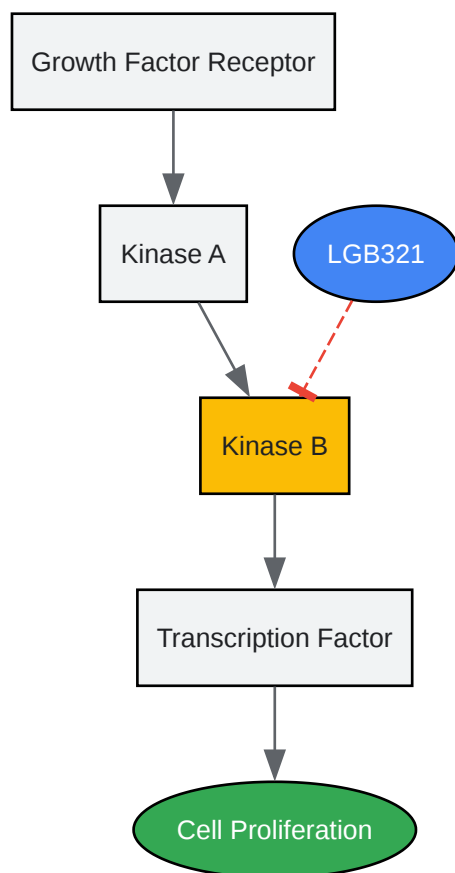 Growth Factor Receptor
Kinase A
LGB321
Kinase B
Transcription Factor
Cell Proliferation